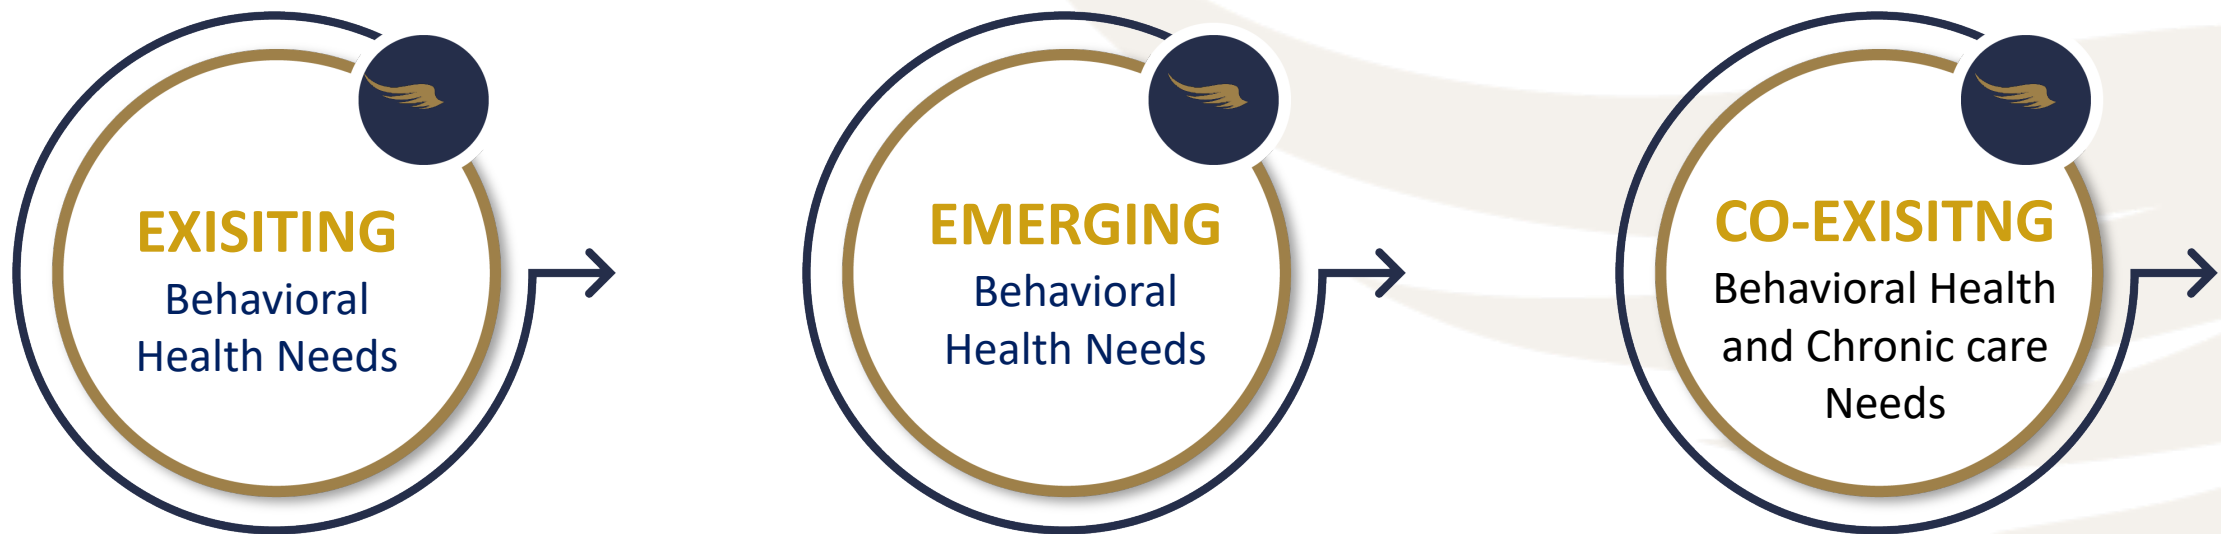 EXISITING
Behavioral
Health Needs
EMERGING
Behavioral
Health Needs
CO-EXISITNG
Behavioral Health
and Chronic care
Needs